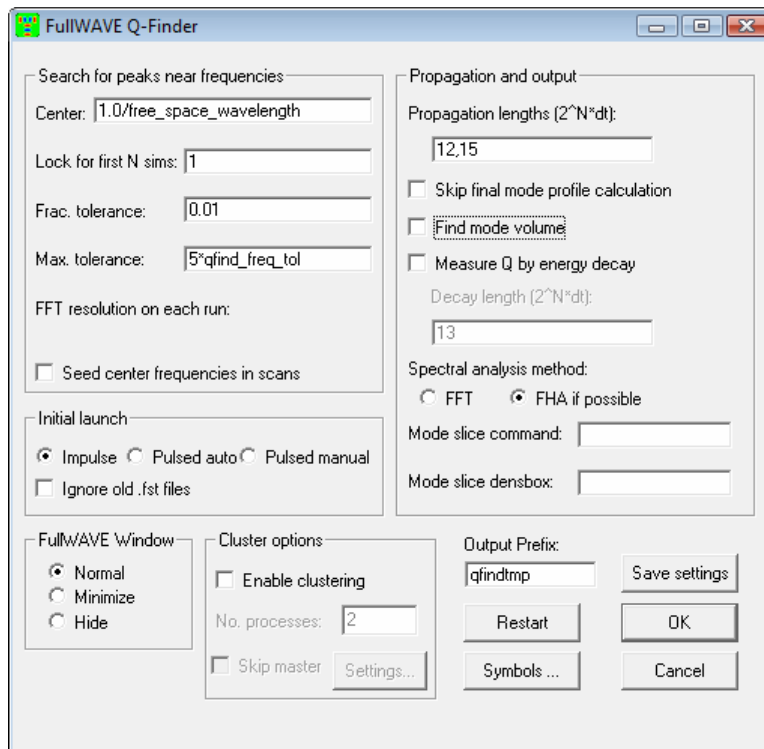 FullWAVE Q-Finder
Search for peaks near frequencies
Center: 1.0/free_space_wavelength
Lock for first N sims: 1
Frac. tolerance: 0.01
Max. tolerance: 5*qfind_freq_tol
FFT resolution on each run:
Seed center frequencies in scans
Initial launch
Impulse Pulsed auto Pulsed manual
Ignore old .fst files
Propagation and output
Propagation lengths (2^N*dt):
12,15
Skip final mode profile calculation
Find mode volume
Measure Q by energy decay
Decay length (2^N*dt):
13
Spectral analysis method:
FFT FHA if possible
Mode slice command:
Mode slice densbox:
FullWAVE Window
Normal
Minimize
Hide
Cluster options
Enable clustering
No. processes: 2
Skip master Settings...
Output Prefix:
qfindtmp
Save settings
Restart
OK
Symbols ...
Cancel